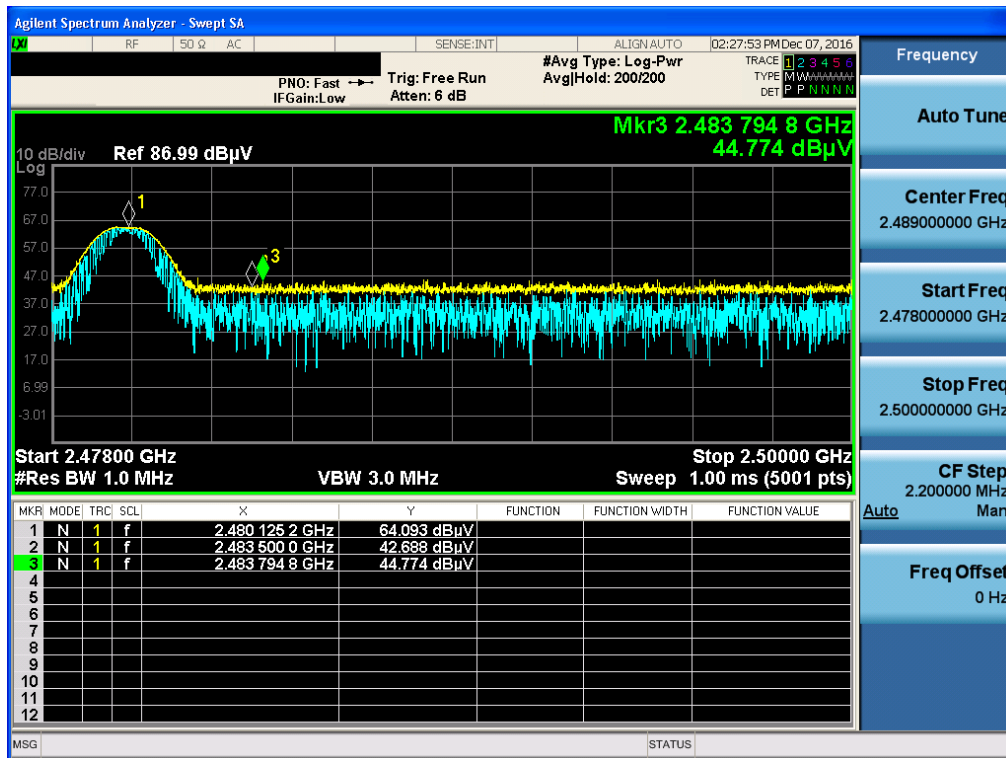 Agilent Spectrum Analyzer - Swept SA
LXI RF 50 Ω AC SENSE:INT ALIGN AUTO 02:27:53 PM Dec 07, 2016
PNO: Fast
IFGain:Low
Trig: Free Run
Atten: 6 dB
#Avg Type: Log-Pwr
Avg|Hold: 200/200
TRACE 1 2 3 4 5 6
TYPE M W W W W W
DET P P N N N N
Mkr3 2.483 794 8 GHz
44.774 dBµV
10 dB/div Ref 86.99 dBµV
Log
77.0
67.0
57.0
47.0
37.0
27.0
17.0
6.99
-3.01
1
3
Start 2.47800 GHz Stop 2.50000 GHz
#Res BW 1.0 MHz VBW 3.0 MHz Sweep 1.00 ms (5001 pts)
MKR MODE TRC SCL X Y FUNCTION FUNCTION WIDTH FUNCTION VALUE
1 N 1 f 2.480 125 2 GHz 64.093 dBµV
2 N 1 f 2.483 500 0 GHz 42.688 dBµV
3 N 1 f 2.483 794 8 GHz 44.774 dBµV
4
5
6
7
8
9
10
11
12
MSG STATUS
Frequency
Auto Tune
Center Freq
2.489000000 GHz
Start Freq
2.478000000 GHz
Stop Freq
2.500000000 GHz
CF Step
2.200000 MHz
Auto Man
Freq Offset
0 Hz